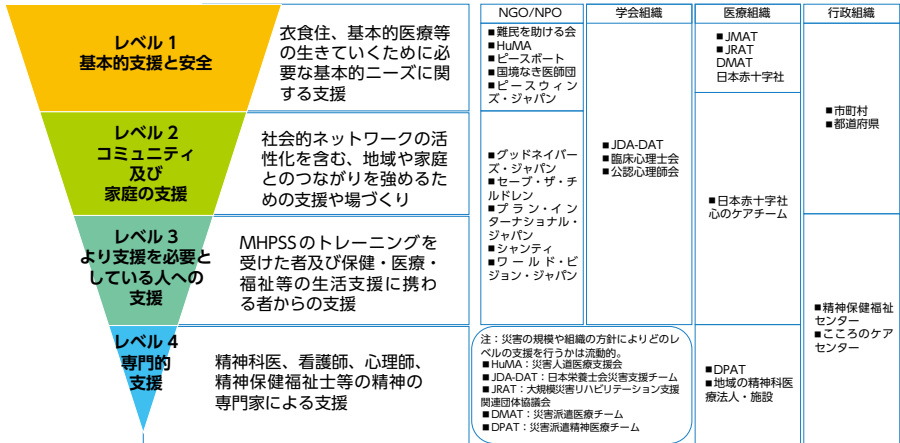 レベル 1
基本的支援と安全
衣食住、基本的医療等
の生きていくために必
要な基本的ニーズに関
する支援
レベル 2
コミュニティ
及び
家庭の支援
社会的ネットワークの活
性化を含む、地域や家庭
とのつながりを強めるた
めの支援や場づくり
レベル 3
より支援を必要と
している人への
支援
MHPSSのトレーニングを
受けた者及び保健・医療・
福祉等の生活支援に携わ
る者からの支援
レベル 4
専門的
支援
精神科医、看護師、心理師、
精神保健福祉士等の精神の
専門家による支援
NGO/NPO
■難民を助ける会
■HuMA
■ピースボート
■国境なき医師団
■ピースウィン
ズ・ジャパン
■グッドネイバー
ズ・ジャパン
■セーブ・ザ・チ
ルドレン
■プラン・イン
ターナショナル・
ジャパン
■シャンティ
■ワールド・ビ
ジョン・ジャパン
学会組織
■JDA-DAT
■臨床心理士会
■公認心理師会
医療組織
■JMAT
■JRAT
DMAT
日本赤十字社
■日本赤十字社
心のケアチーム
■DPAT
■地域の精神科医
療法人・施設
行政組織
■市町村
■都道府県
■精神保健福祉
センター
■こころのケア
センター
注：災害の規模や組織の方針によりどのレ
ベルの支援を行うかは流動的。
■HuMA：災害人道医療支援会
■JDA-DAT：日本栄養士会災害支援チーム
■JRAT：大規模災害リハビリテーション支援
関連団体協議会
■DMAT：災害派遣医療チーム
■DPAT：災害派遣精神医療チーム